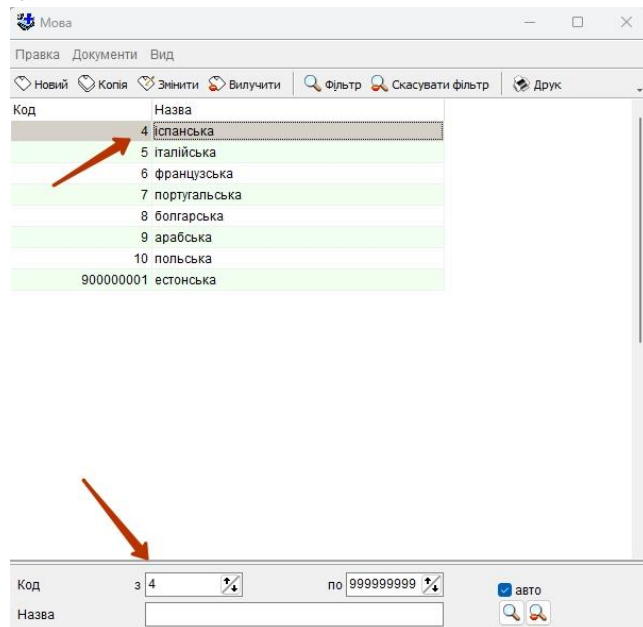 Мова
Правка Документи Вид
Новий Копія Змінити Вилучити Фільтр Скасувати фільтр Друк
Код Назва
4 іспанська
5 італійська
6 французська
7 португальська
8 болгарська
9 арабська
10 польська
900000001 естонська
Код з 4 по 999999999 авто
Назва